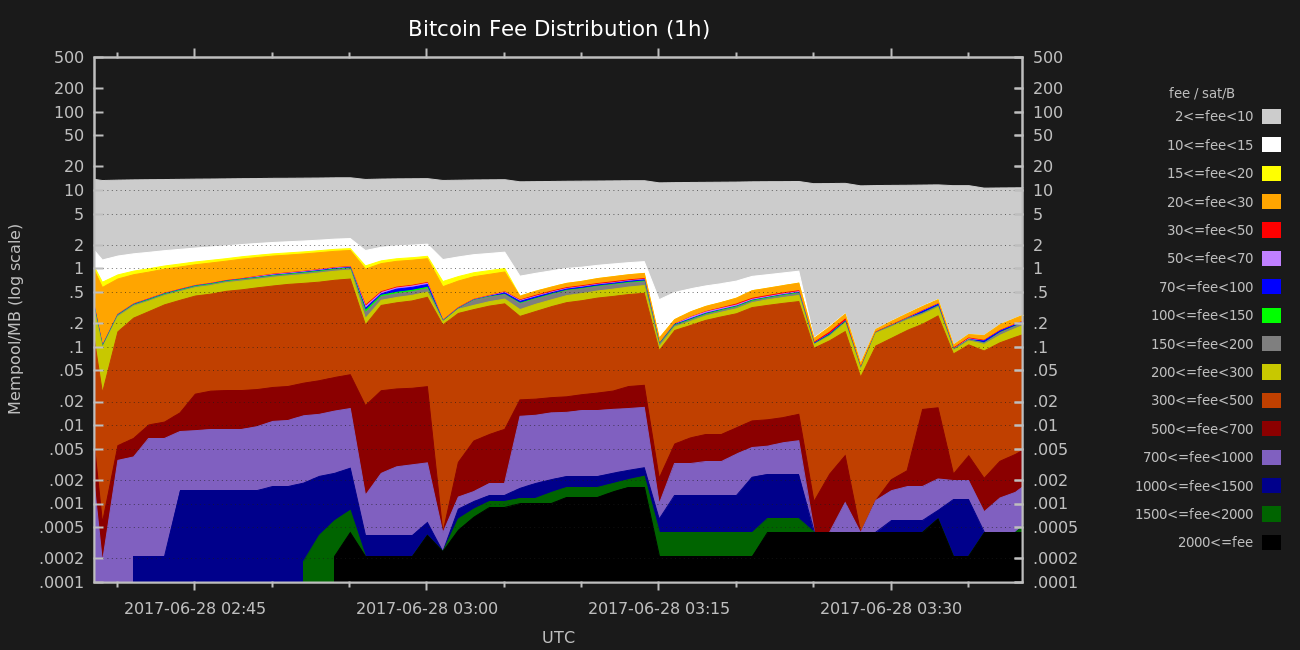 Bitcoin Fee Distribution (1h)
Mempool/MB (log scale)
500
200
100
50
20
10
5
2
1
.5
.2
.1
.05
.02
.01
.005
.002
.001
.0005
.0002
.0001
500
200
100
50
20
10
5
2
1
.5
.2
.1
.05
.02
.01
.005
.002
.001
.0005
.0002
.0001
2017-06-28 02:45 2017-06-28 03:00 2017-06-28 03:15 2017-06-28 03:30
UTC
fee / sat/B
2<=fee<10
10<=fee<15
15<=fee<20
20<=fee<30
30<=fee<50
50<=fee<70
70<=fee<100
100<=fee<150
150<=fee<200
200<=fee<300
300<=fee<500
500<=fee<700
700<=fee<1000
1000<=fee<1500
1500<=fee<2000
2000<=fee